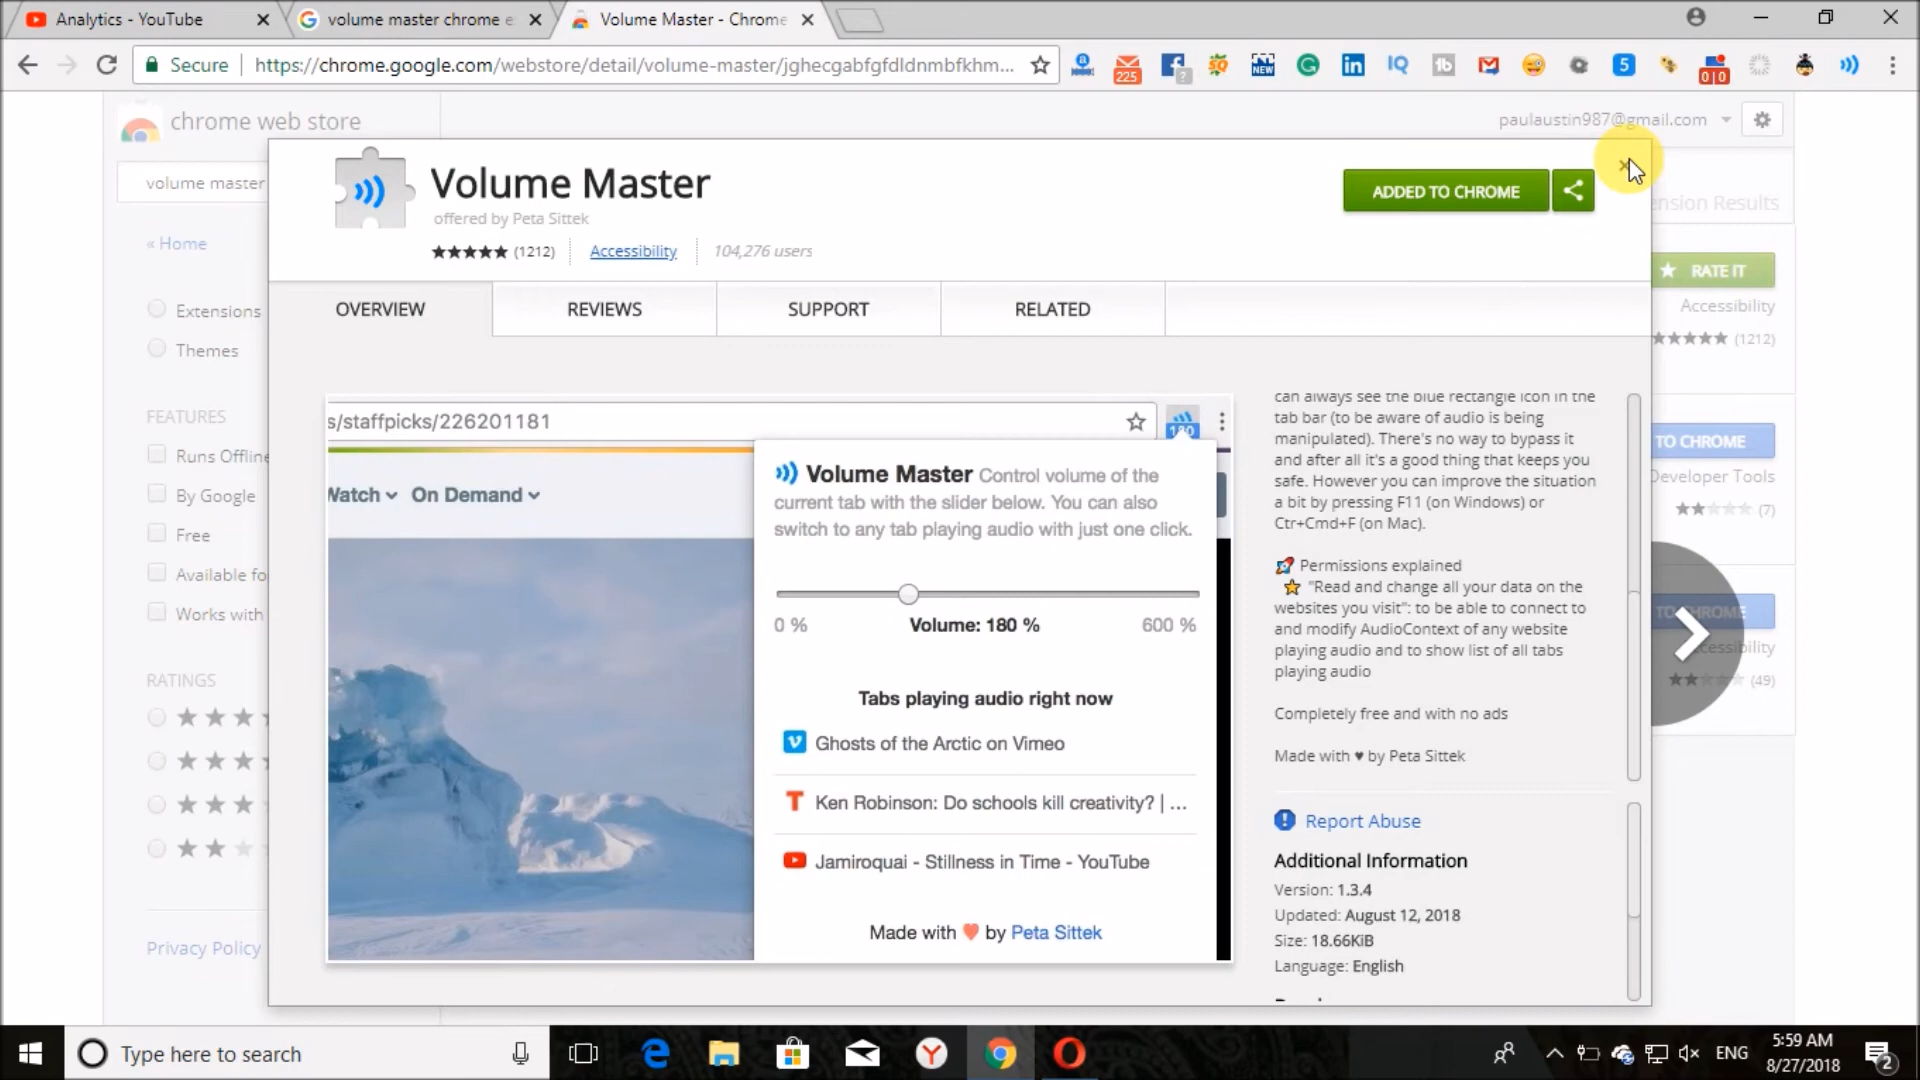 Analytics - YouTube
volume master chrome e
Volume Master - Chrome
Secure
https://chrome.google.com/webstore/detail/volume-master/jghecgabfgfdldnmbfkhm...
225
?
NEW
IQ
tb
5
0|0
chrome web store
paulaustin987@gmail.com
volume master
« Home
Extensions
Themes
FEATURES
Runs Offline
By Google
Free
Available fo
Works with
RATINGS
Privacy Policy
Volume Master
offered by Peta Sittek
(1212)
Accessibility
104,276 users
ADDED TO CHROME
OVERVIEW
REVIEWS
SUPPORT
RELATED
s/staffpicks/226201181
180
Watch
On Demand
Volume Master Control volume of the
current tab with the slider below. You can also
switch to any tab playing audio with just one click.
0 %
Volume: 180 %
600 %
Tabs playing audio right now
Ghosts of the Arctic on Vimeo
Ken Robinson: Do schools kill creativity? | ...
Jamiroquai - Stillness in Time - YouTube
Made with ♥ by Peta Sittek
can always see the blue rectangle icon in the
tab bar (to be aware of audio is being
manipulated). There's no way to bypass it
and after all it's a good thing that keeps you
safe. However you can improve the situation
a bit by pressing F11 (on Windows) or
Ctr+Cmd+F (on Mac).
Permissions explained
"Read and change all your data on the
websites you visit": to be able to connect to
and modify AudioContext of any website
playing audio and to show list of all tabs
playing audio
Completely free and with no ads
Made with ♥ by Peta Sittek
Report Abuse
Additional Information
Version: 1.3.4
Updated: August 12, 2018
Size: 18.66KiB
Language: English
ension Results
RATE IT
Accessibility
(1212)
TO CHROME
Developer Tools
(7)
TO CHROME
cessibility
(49)
Type here to search
ENG
5:59 AM
8/27/2018
2